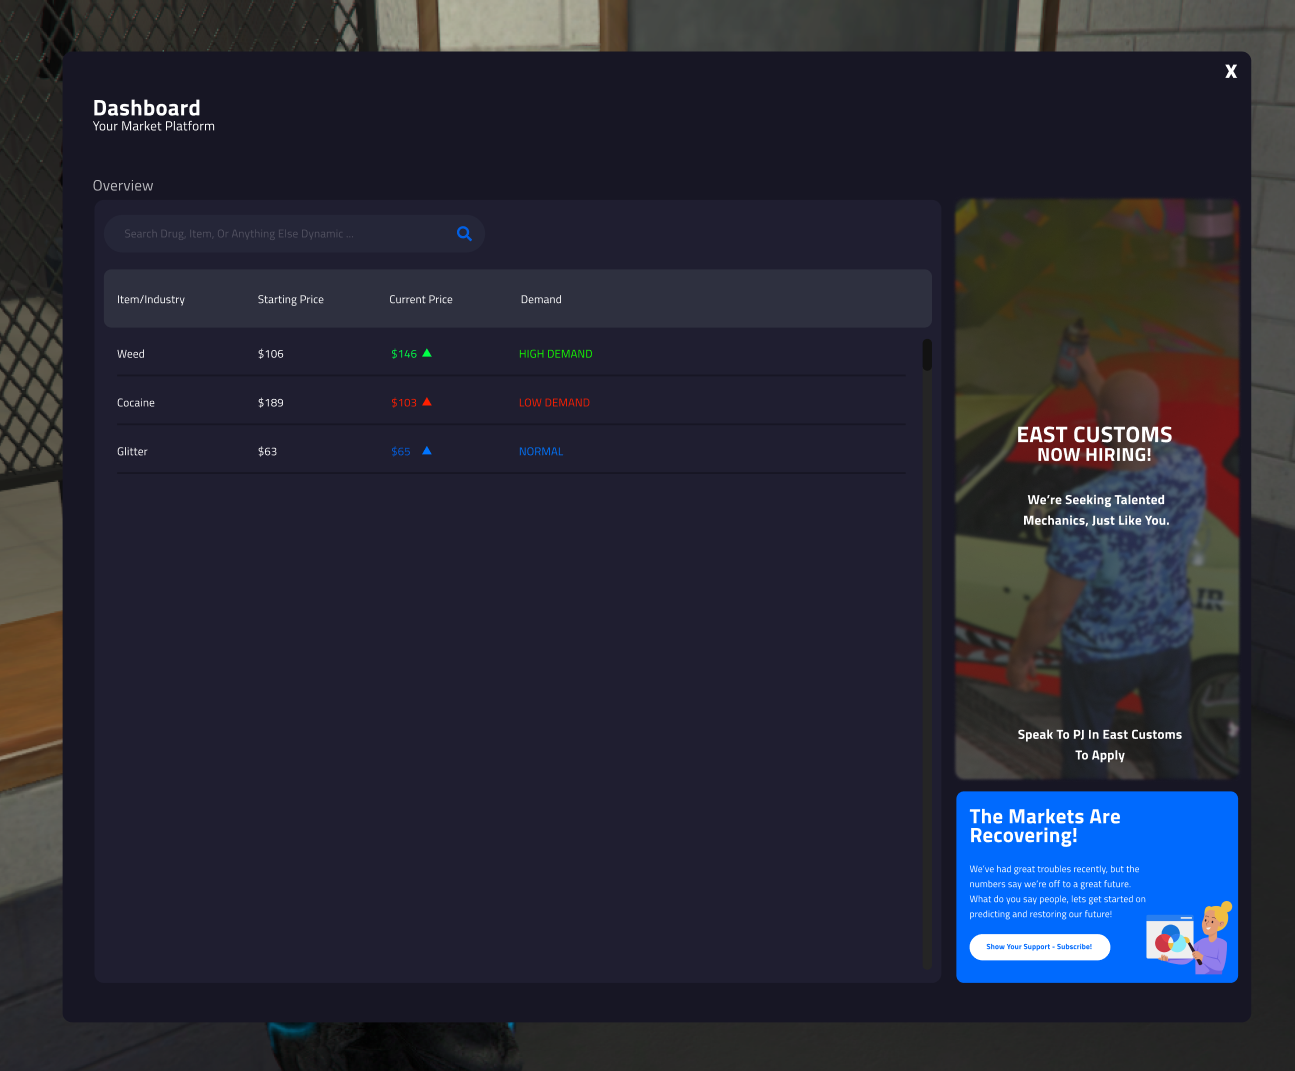 X
Dashboard
Your Market Platform
Overview
Search Drug, Item, Or Anything Else Dynamic ...
Item/Industry Starting Price Current Price Demand
Weed $106 $146 ▲ HIGH DEMAND
Cocaine $189 $103 ▲ LOW DEMAND
Glitter $63 $65 ▲ NORMAL
EAST CUSTOMS
NOW HIRING!
We're Seeking Talented
Mechanics, Just Like You.
Speak To PJ In East Customs
To Apply
The Markets Are
Recovering!
We've had great troubles recently, but the
numbers say we're off to a great future.
What do you say people, lets get started on
predicting and restoring our future!
Show Your Support - Subscribe!